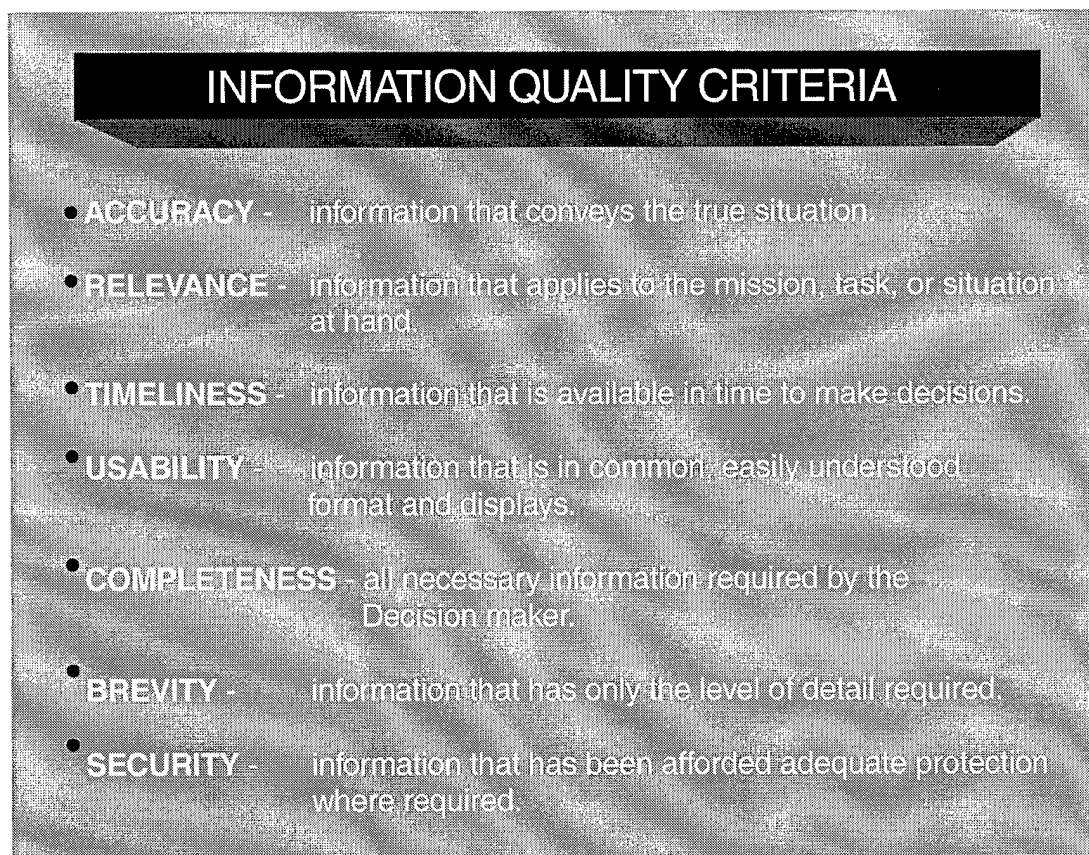 INFORMATION QUALITY CRITERIA
• ACCURACY - information that conveys the true situation.
• RELEVANCE - information that applies to the mission, task, or situation
at hand.
• TIMELINESS - information that is available in time to make decisions.
• USABILITY - information that is in common, easily understood
format and displays.
• COMPLETENESS - all necessary information required by the
Decision maker.
• BREVITY - information that has only the level of detail required.
• SECURITY - information that has been afforded adequate protection
where required.